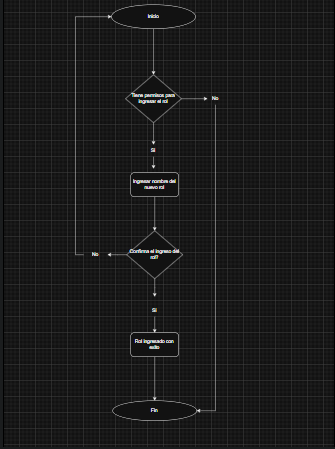 Inicio
Tiene permisos para
ingresar el rol
No
Si
Ingresar nombre del
nuevo rol
Confirma el ingreso del
rol?
No
Si
Rol ingresado con
exito
Fin